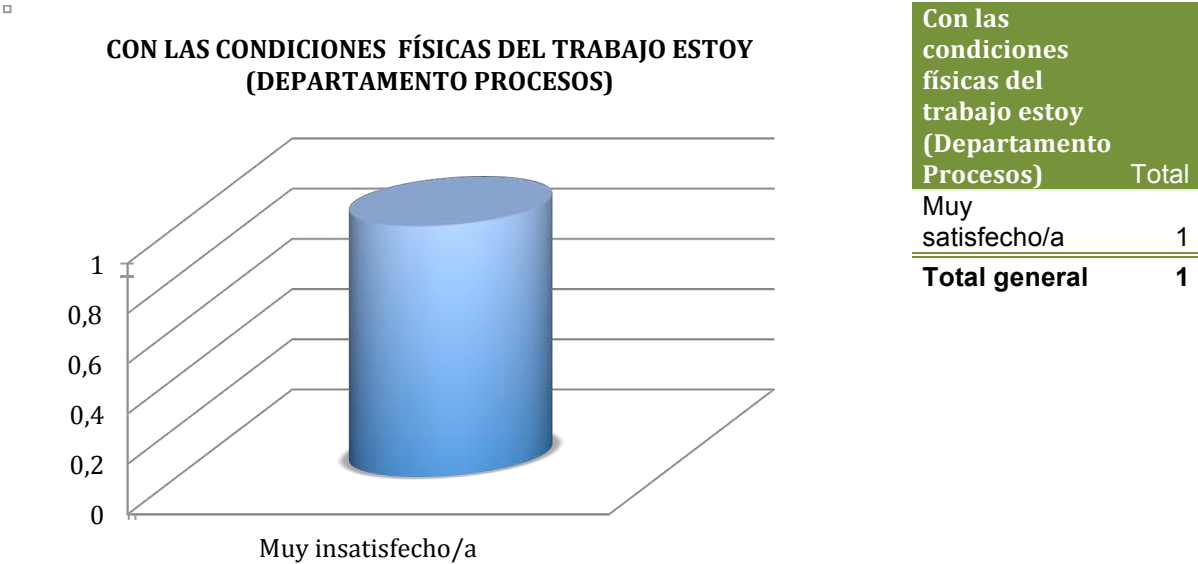 CON LAS CONDICIONES FÍSICAS DEL TRABAJO ESTOY
(DEPARTAMENTO PROCESOS)
1
0,8
0,6
0,4
0,2
0
Muy insatisfecho/a
Con las
condiciones
físicas del
trabajo estoy
(Departamento
Procesos) Total
Muy
satisfecho/a 1
Total general 1